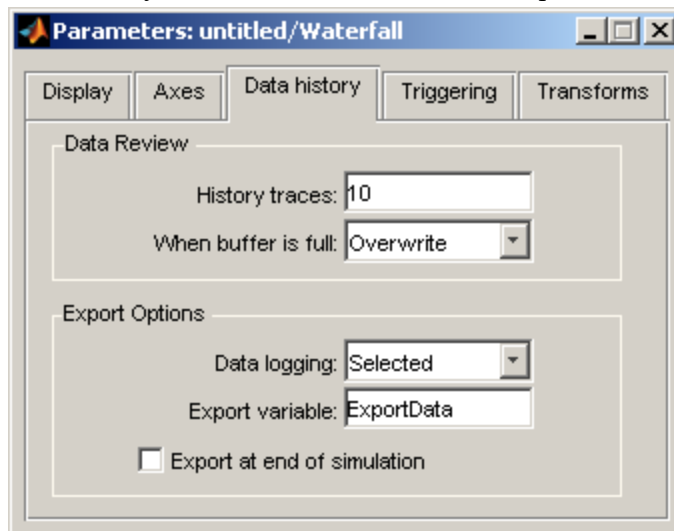 Parameters: untitled/Waterfall
Display Axes Data history Triggering Transforms
Data Review
History traces: 10
When buffer is full: Overwrite
Export Options
Data logging: Selected
Export variable: ExportData
Export at end of simulation